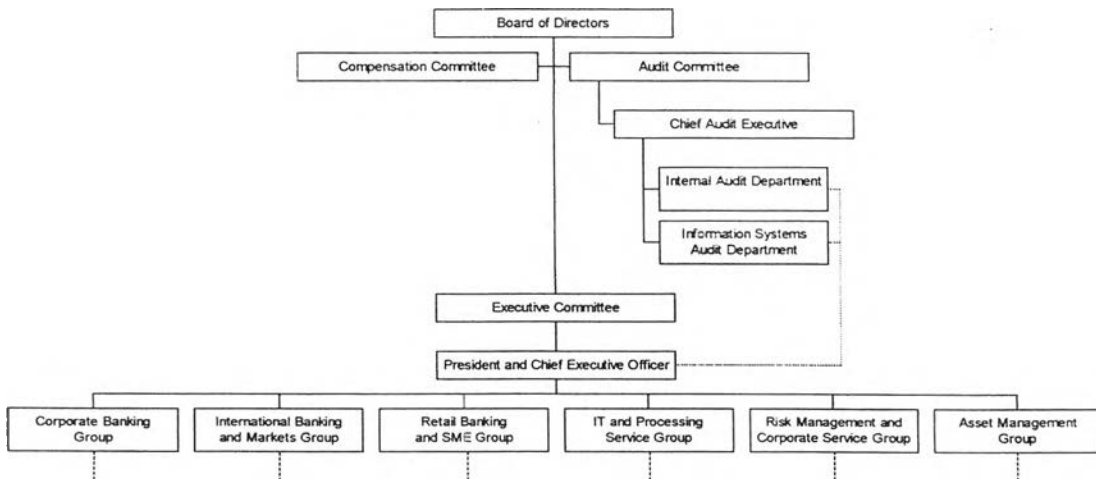 Board of Directors
Compensation Committee
Audit Committee
Chief Audit Executive
Internal Audit Department
Information Systems
Audit Department
Executive Committee
President and Chief Executive Officer
Corporate Banking
Group
International Banking
and Markets Group
Retail Banking
and SME Group
IT and Processing
Service Group
Risk Management and
Corporate Service Group
Asset Management
Group